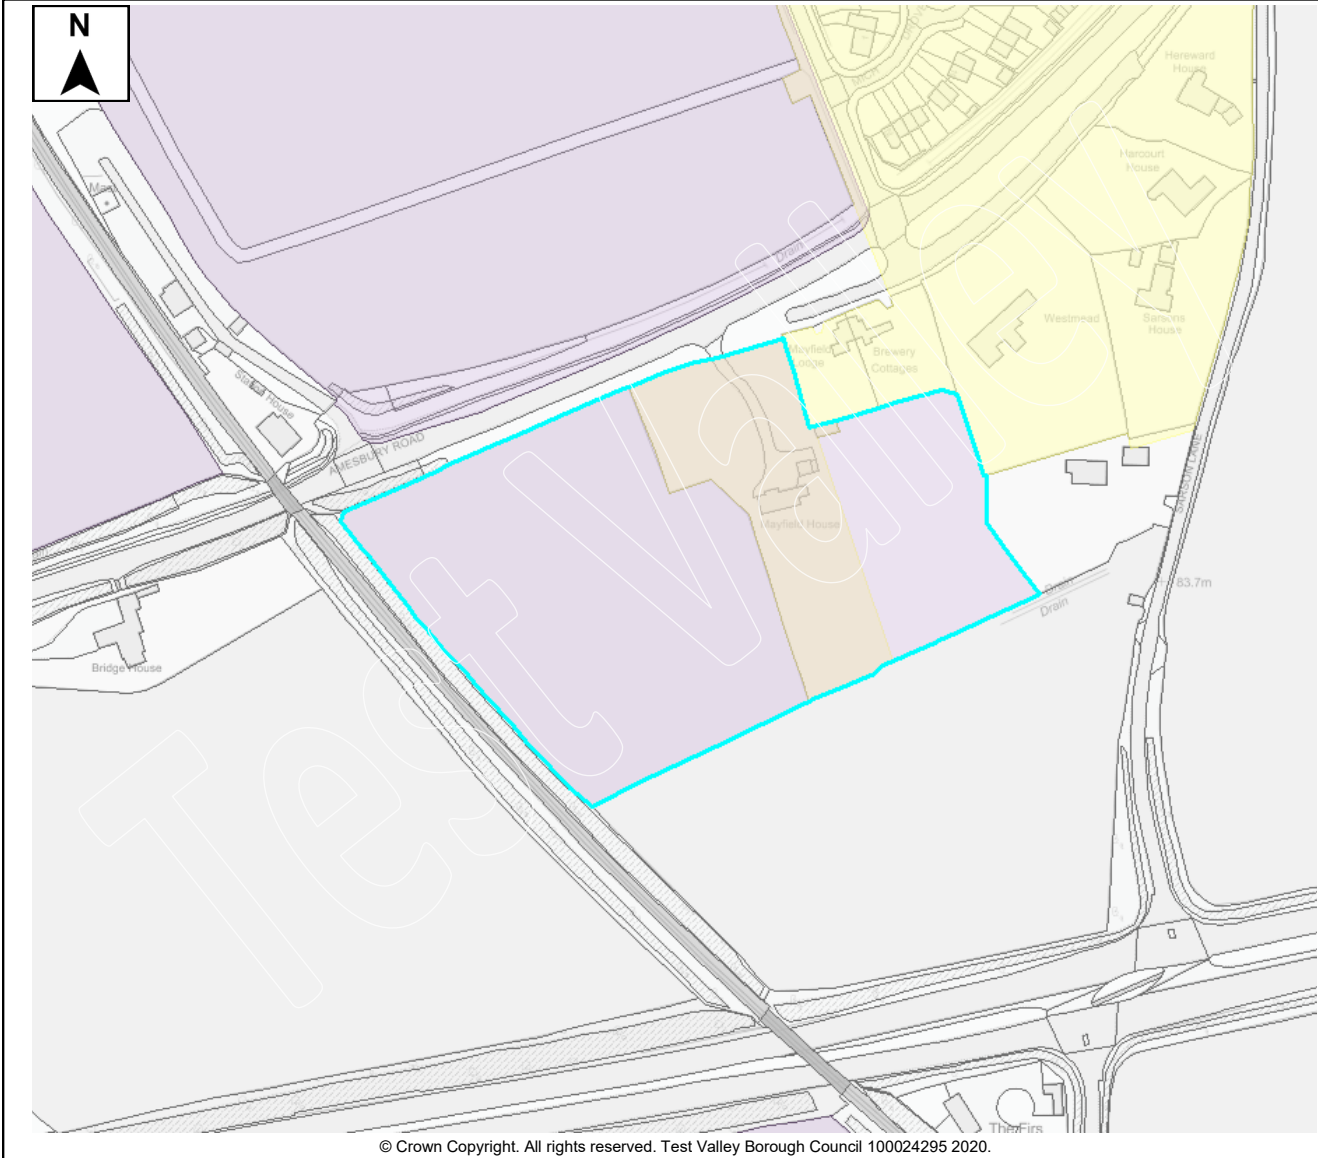 N
Hereward
House
Harcourt
House
Mast
Drain
Westmead
Sarsons
House
Mayfield
Lodge
Brewery
Cottages
Station House
AMESBURY ROAD
SARSON LANE
Mayfield House
Drain
83.7m
Bridge House
Test Valley
The Firs
© Crown Copyright. All rights reserved. Test Valley Borough Council 100024295 2020.